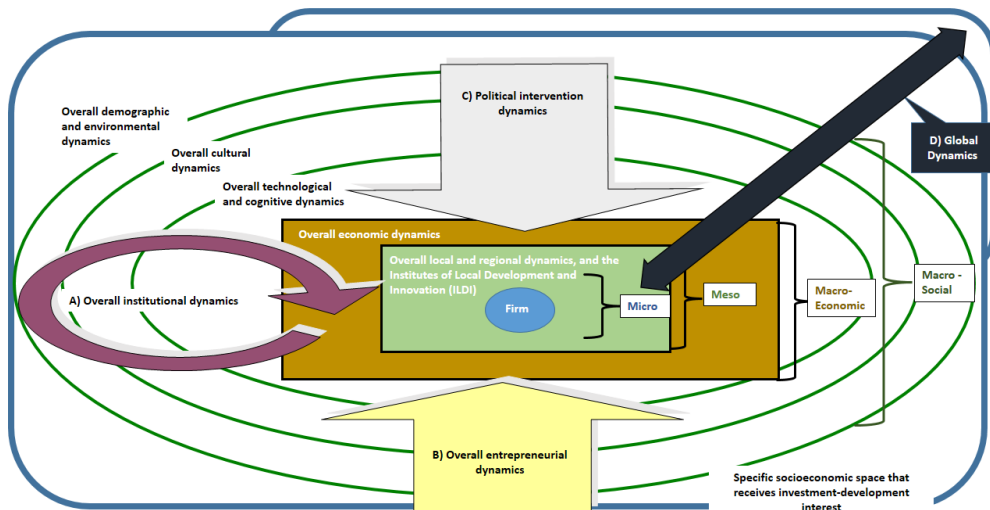 C) Political intervention
dynamics
Overall demographic
and environmental
dynamics
D) Global
Dynamics
Overall cultural
dynamics
Overall technological
and cognitive dynamics
Overall economic dynamics
Overall local and regional dynamics, and the
Institutes of Local Development and
Innovation (ILDI)
A) Overall institutional dynamics
Firm
Micro
Meso
Macro-
Economic
Macro -
Social
B) Overall entrepreneurial
dynamics
Specific socioeconomic space that
receives investment-development
interest